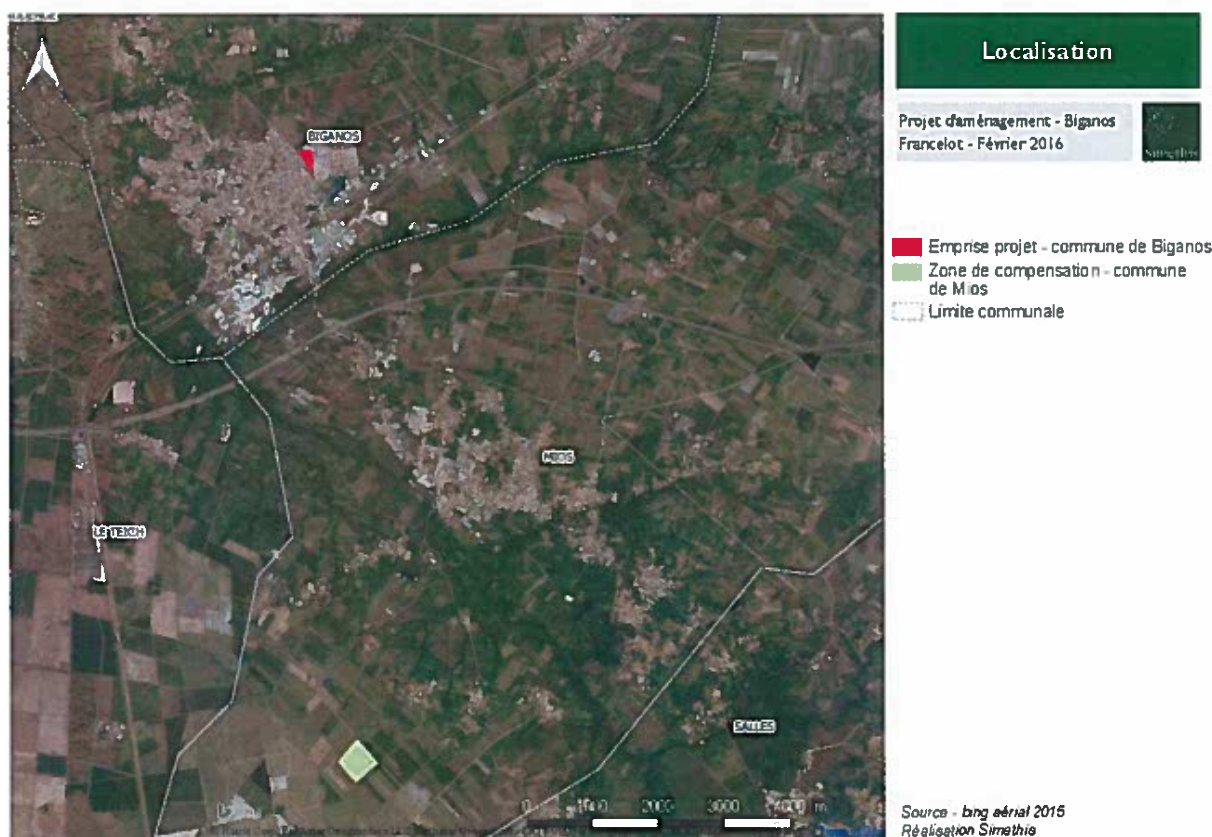 Localisation
Projet d'aménagement - Biganos
Francelot - Février 2016
Simethis
BIGANOS
Emprise projet - commune de Biganos
Zone de compensation - commune
de Mios
Limite communale
MIOS
LE TEICH
SALLES
0 1000 2000 3000 4000 m
Source - bing aérial 2015
Réalisation Simethis